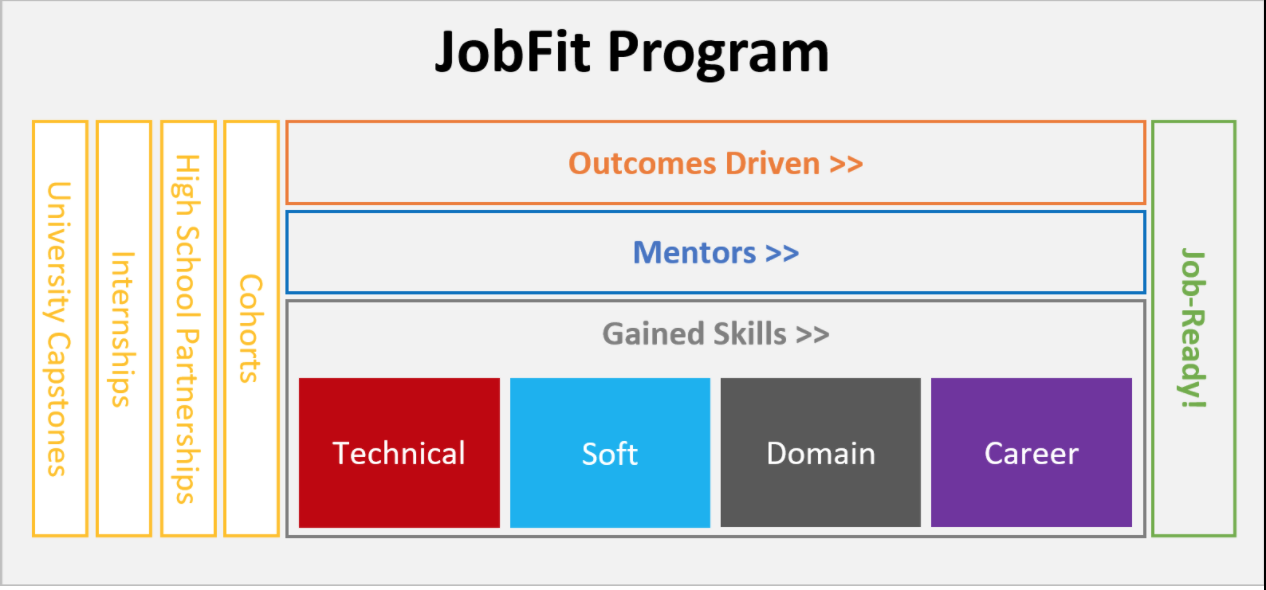 JobFit Program
University Capstones
Internships
High School Partnerships
Cohorts
Outcomes Driven >>
Mentors >>
Gained Skills >>
Technical
Soft
Domain
Career
Job-Ready!